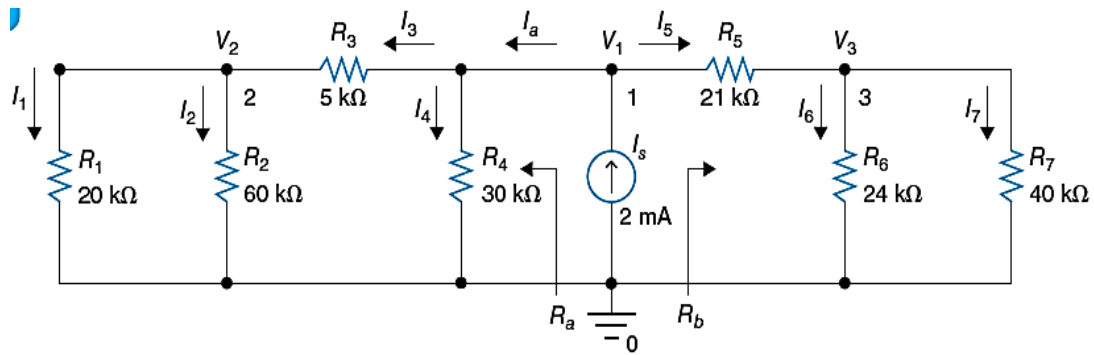 R3 I3 Ia V1 I5 R5 V3
V2
I1 I2 2 5 kΩ I4 1 21 kΩ I6 3 I7
R1 R2 R4 Is R6 R7
20 kΩ 60 kΩ 30 kΩ 2 mA 24 kΩ 40 kΩ
Ra Rb
0